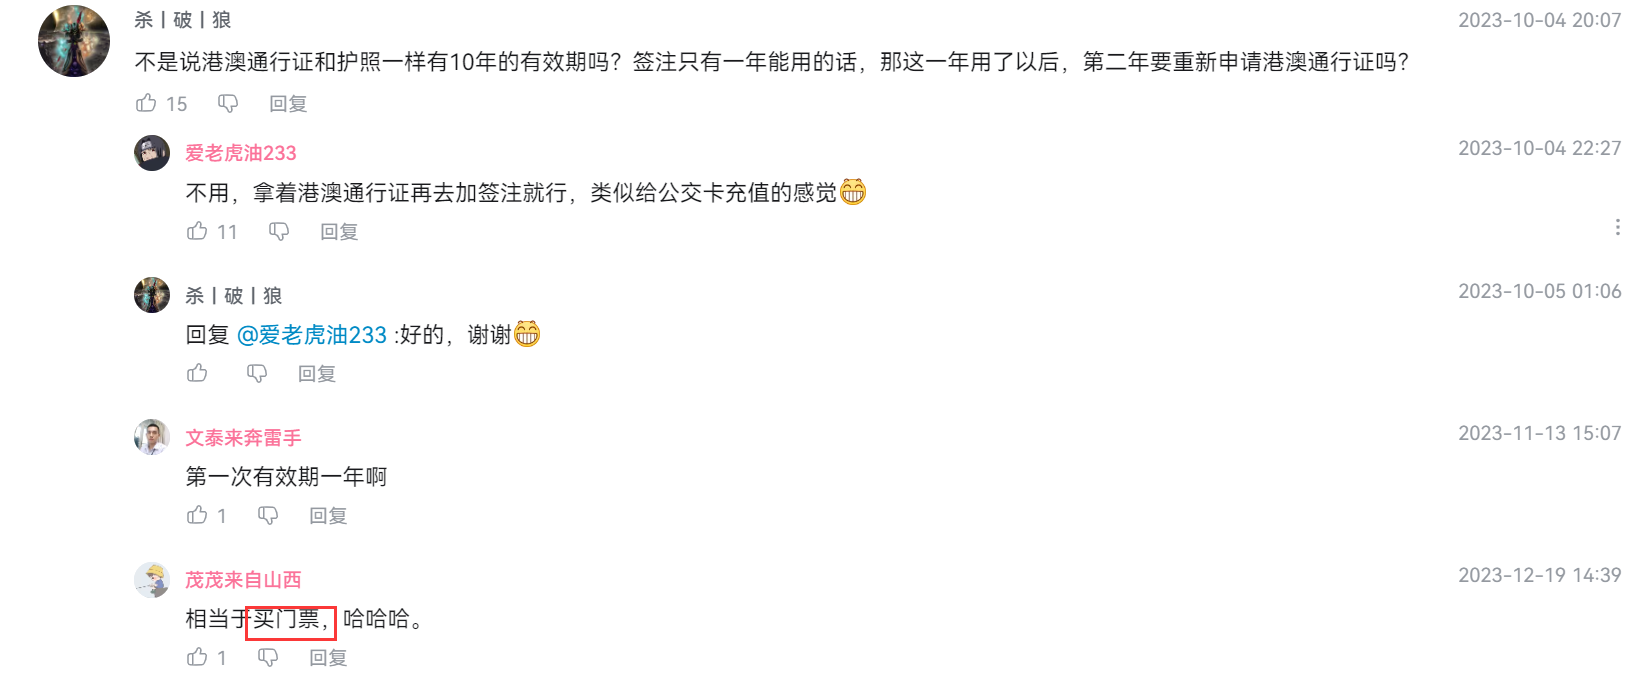 杀丨破丨狼
2023-10-04 20:07
不是说港澳通行证和护照一样有10年的有效期吗？签注只有一年能用的话，那这一年用了以后，第二年要重新申请港澳通行证吗？
15 回复
爱老虎油233
2023-10-04 22:27
不用，拿着港澳通行证再去加签注就行，类似给公交卡充值的感觉
11 回复
杀丨破丨狼
2023-10-05 01:06
回复 @爱老虎油233 :好的，谢谢
回复
文泰来奔雷手
2023-11-13 15:07
第一次有效期一年啊
1 回复
茂茂来自山西
2023-12-19 14:39
相当于买门票，哈哈哈。
1 回复